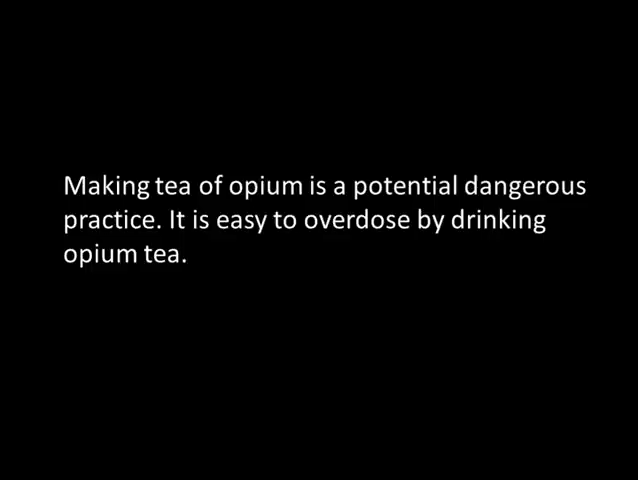 Making tea of opium is a potential dangerous
practice. It is easy to overdose by drinking
opium tea.